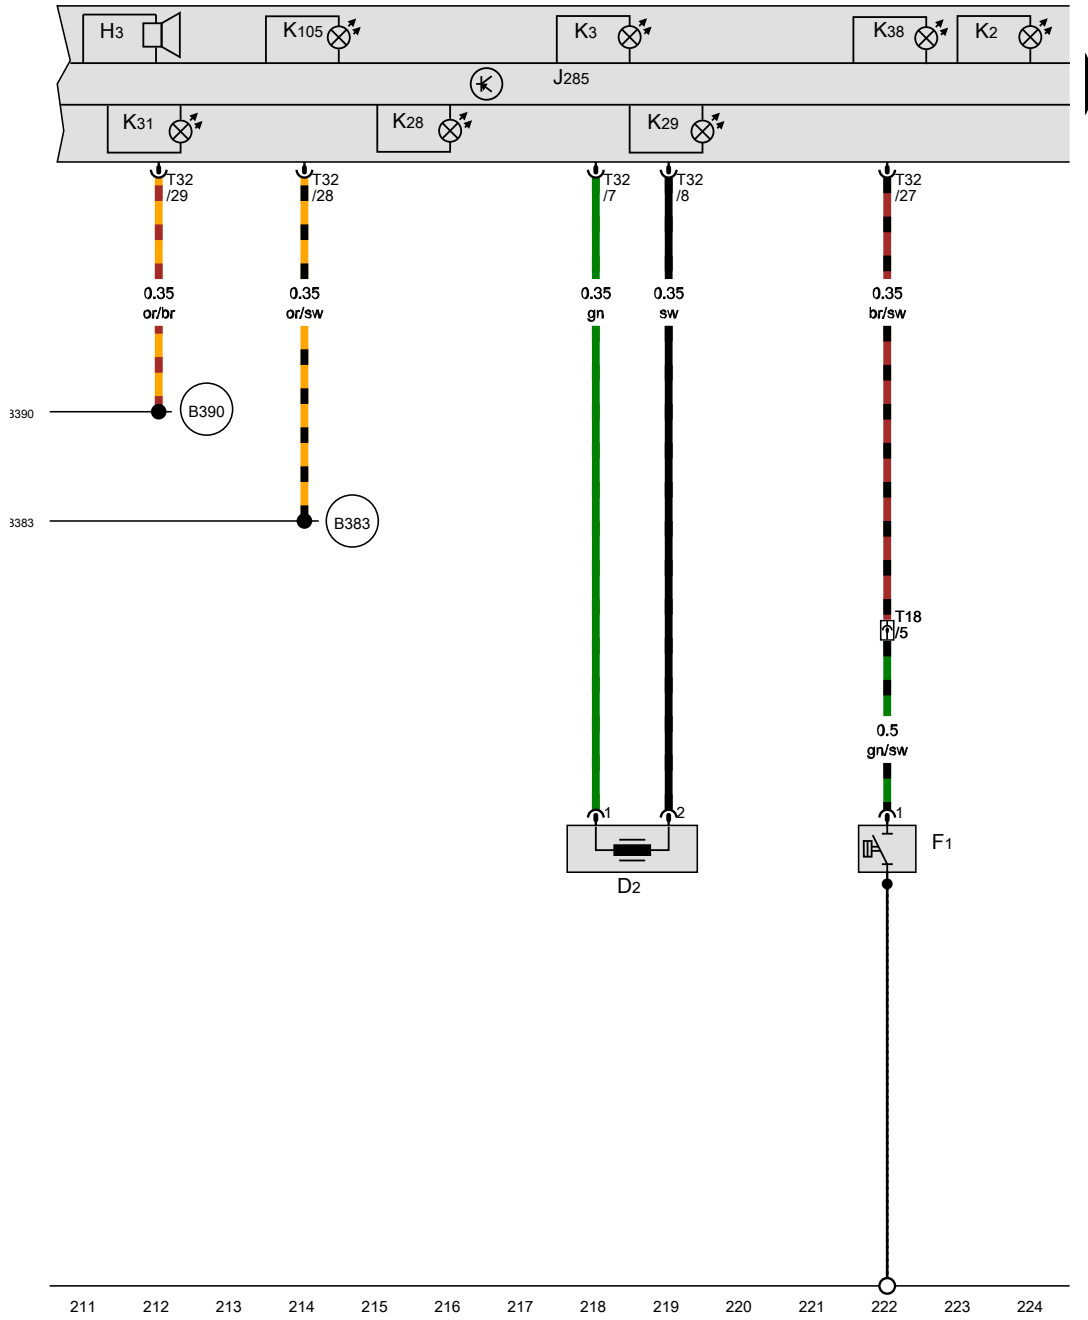 H3
K105
K3
K38
K2
J285
K31
K28
K29
T32
/29
T32
/28
T32
/7
T32
/8
T32
/27
0.35
or/br
0.35
or/sw
0.35
gn
0.35
sw
0.35
br/sw
B390
B390
B383
B383
T18
/5
0.5
gn/sw
1
2
1
F1
D2
211 212 213 214 215 216 217 218 219 220 221 222 223 224